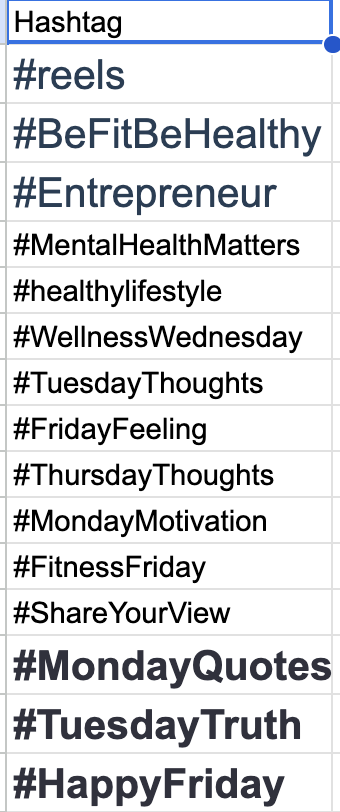 Hashtag
#reels
#BeFitBeHealthy
#Entrepreneur
#MentalHealthMatters
#healthylifestyle
#WellnessWednesday
#TuesdayThoughts
#FridayFeeling
#ThursdayThoughts
#MondayMotivation
#FitnessFriday
#ShareYourView
#MondayQuotes
#TuesdayTruth
#HappyFriday